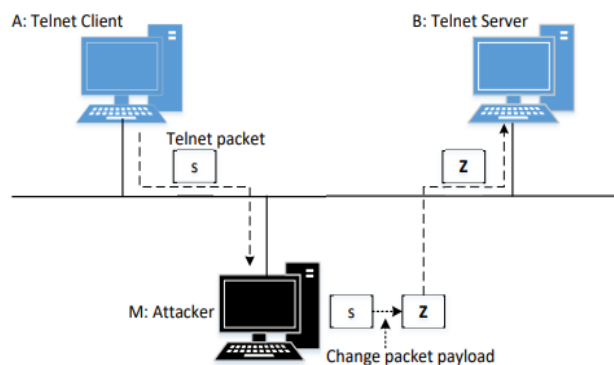 A: Telnet Client
B: Telnet Server
Telnet packet
s
Z
M: Attacker
s
Z
Change packet payload